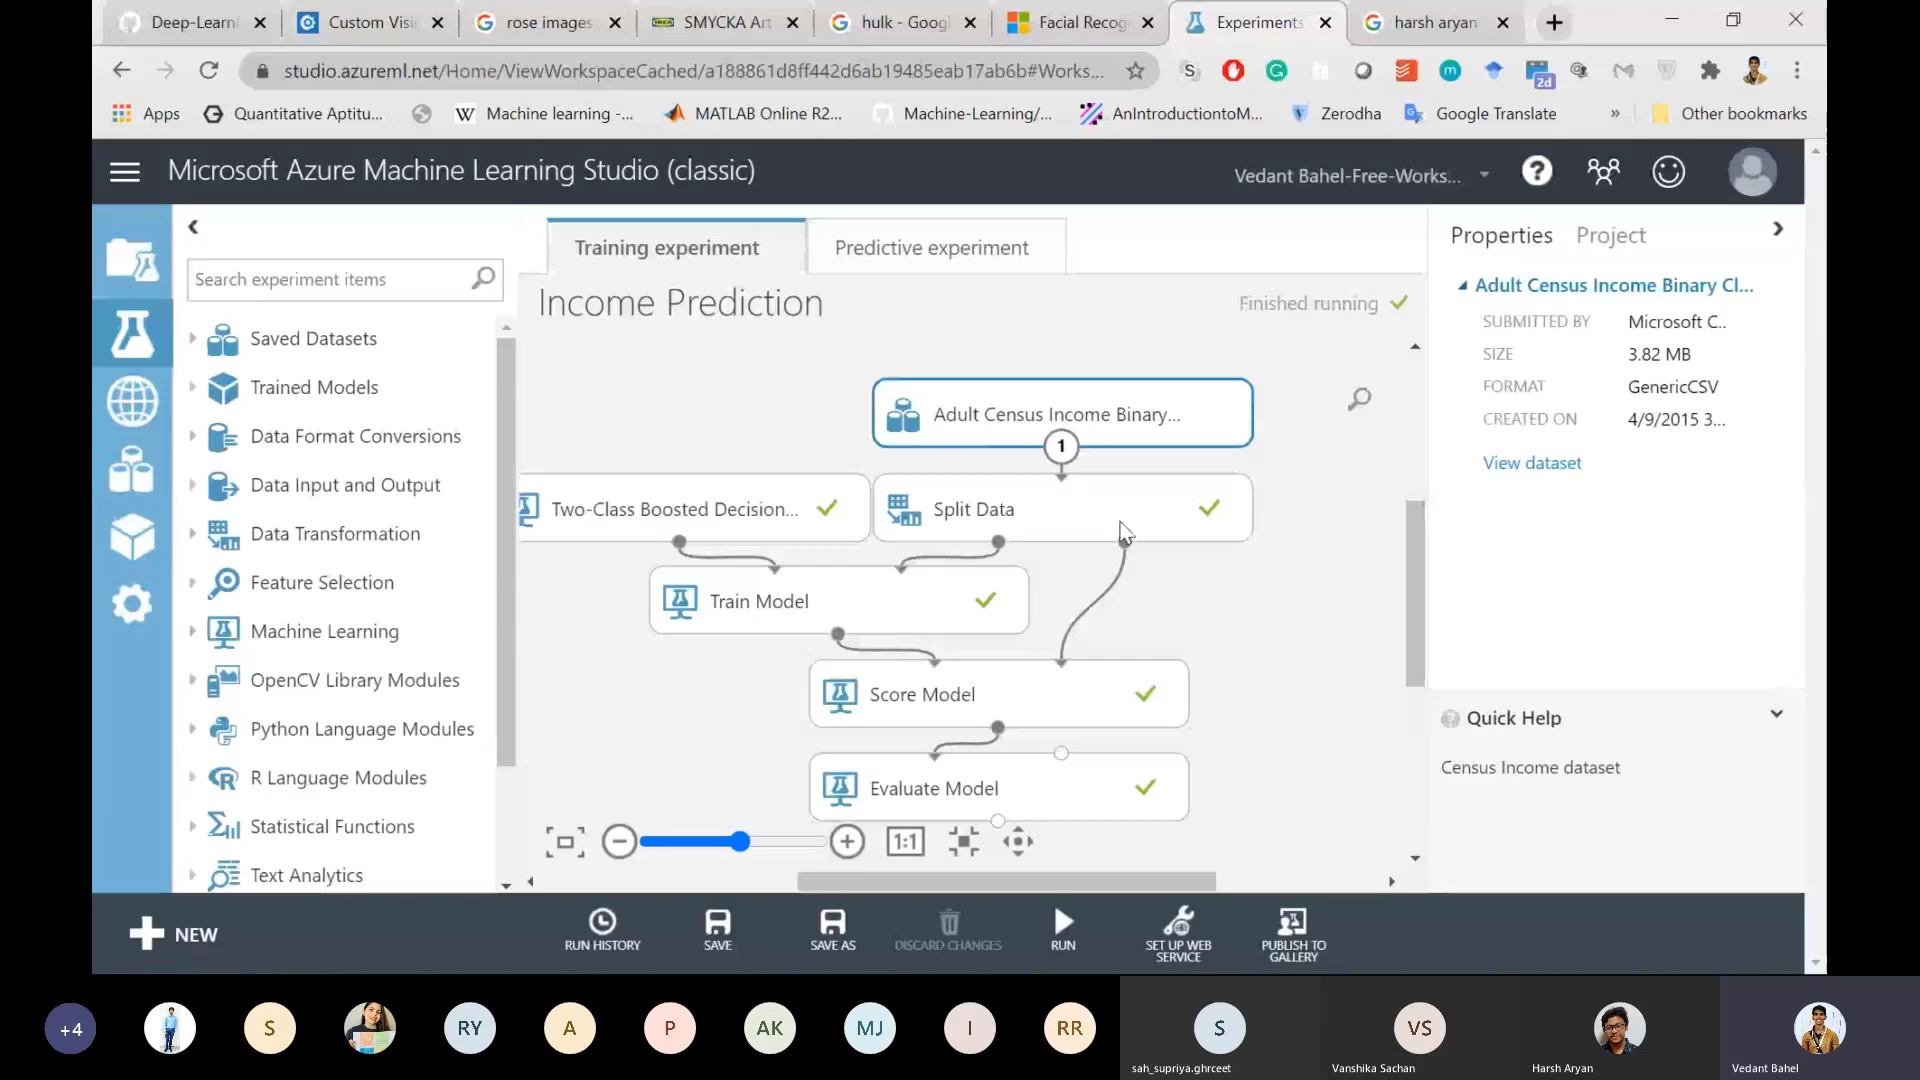 Deep-Learni
Custom Visi
rose images
IKEA SMYCKA Art
hulk - Goog
Facial Recog
Experiments
harsh aryan
studio.azureml.net/Home/ViewWorkspaceCached/a188861d8ff442d6ab19485eab17ab6b#Works...
2d
Apps
Quantitative Aptitu...
W Machine learning -...
MATLAB Online R2...
Machine-Learning/...
AnIntroductiontoM...
Zerodha
Google Translate
»
Other bookmarks
Microsoft Azure Machine Learning Studio (classic)
Vedant Bahel-Free-Works...
Search experiment items
Saved Datasets
Trained Models
Data Format Conversions
Data Input and Output
Data Transformation
Feature Selection
Machine Learning
OpenCV Library Modules
Python Language Modules
R Language Modules
Statistical Functions
Text Analytics
Training experiment
Predictive experiment
Income Prediction
Finished running
Adult Census Income Binary...
1
Two-Class Boosted Decision...
Split Data
Train Model
Score Model
Evaluate Model
1:1
Properties Project
Adult Census Income Binary Cl...
SUBMITTED BY Microsoft C..
SIZE 3.82 MB
FORMAT GenericCSV
CREATED ON 4/9/2015 3...
View dataset
Quick Help
Census Income dataset
NEW
RUN HISTORY
SAVE
SAVE AS
DISCARD CHANGES
RUN
SET UP WEB
SERVICE
PUBLISH TO
GALLERY
+4
S
RY
A
P
AK
MJ
I
RR
S
VS
sah_supriya.ghrceet
Vanshika Sachan
Harsh Aryan
Vedant Bahel